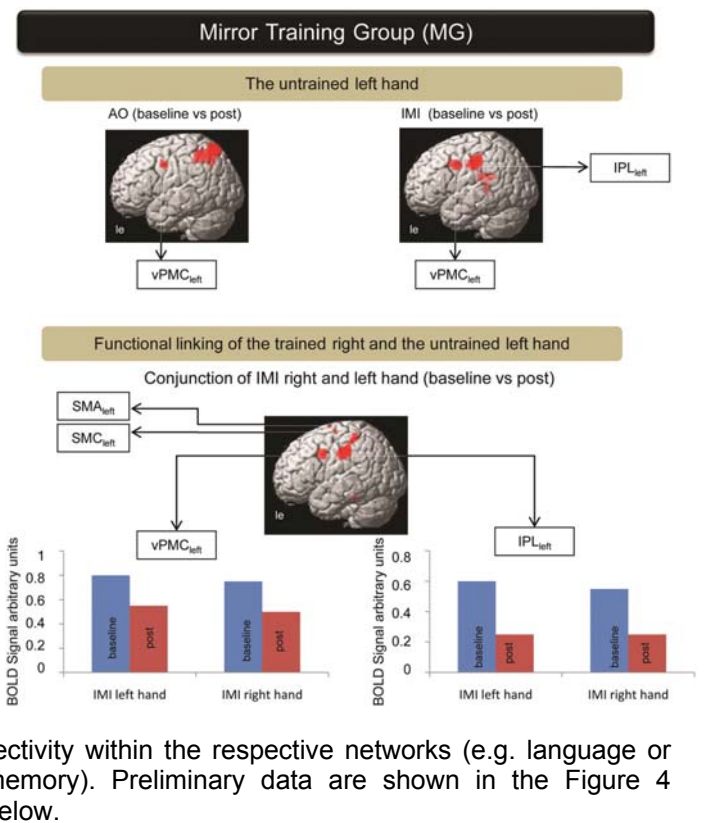 Mirror Training Group (MG)
The untrained left hand
AO (baseline vs post)
IMI (baseline vs post)
le
le
IPLleft
vPMCleft
vPMCleft
Functional linking of the trained right and the untrained left hand
Conjunction of IMI right and left hand (baseline vs post)
SMAleft
SMCleft
le
vPMCleft
IPLleft
BOLD Signal arbitrary units
1
0.8
0.6
0.4
0.2
0
baseline
post
baseline
post
IMI left hand
IMI right hand
BOLD Signal arbitrary units
0.8
0.6
0.4
0.2
0
baseline
post
baseline
post
IMI left hand
IMI right hand
ectivity within the respective networks (e.g. language or
nemory). Preliminary data are shown in the Figure 4
elow.